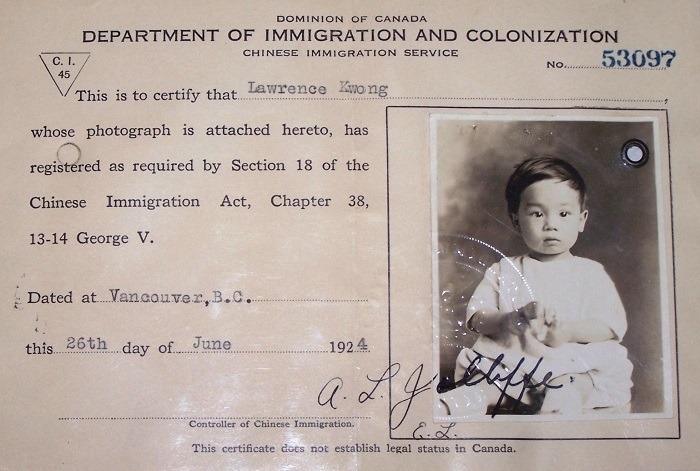 DOMINION OF CANADA
DEPARTMENT OF IMMIGRATION AND COLONIZATION
CHINESE IMMIGRATION SERVICE
No. 53097
C. I.
45
This is to certify that Lawrence Kwong
whose photograph is attached hereto, has
registered as required by Section 18 of the
Chinese Immigration Act, Chapter 38,
13-14 George V.
Dated at Vancouver,B.C.
this 26th day of June 1924
A. L. Jolliffe.
Controller of Chinese Immigration.
E.L.
This certificate does not establish legal status in Canada.